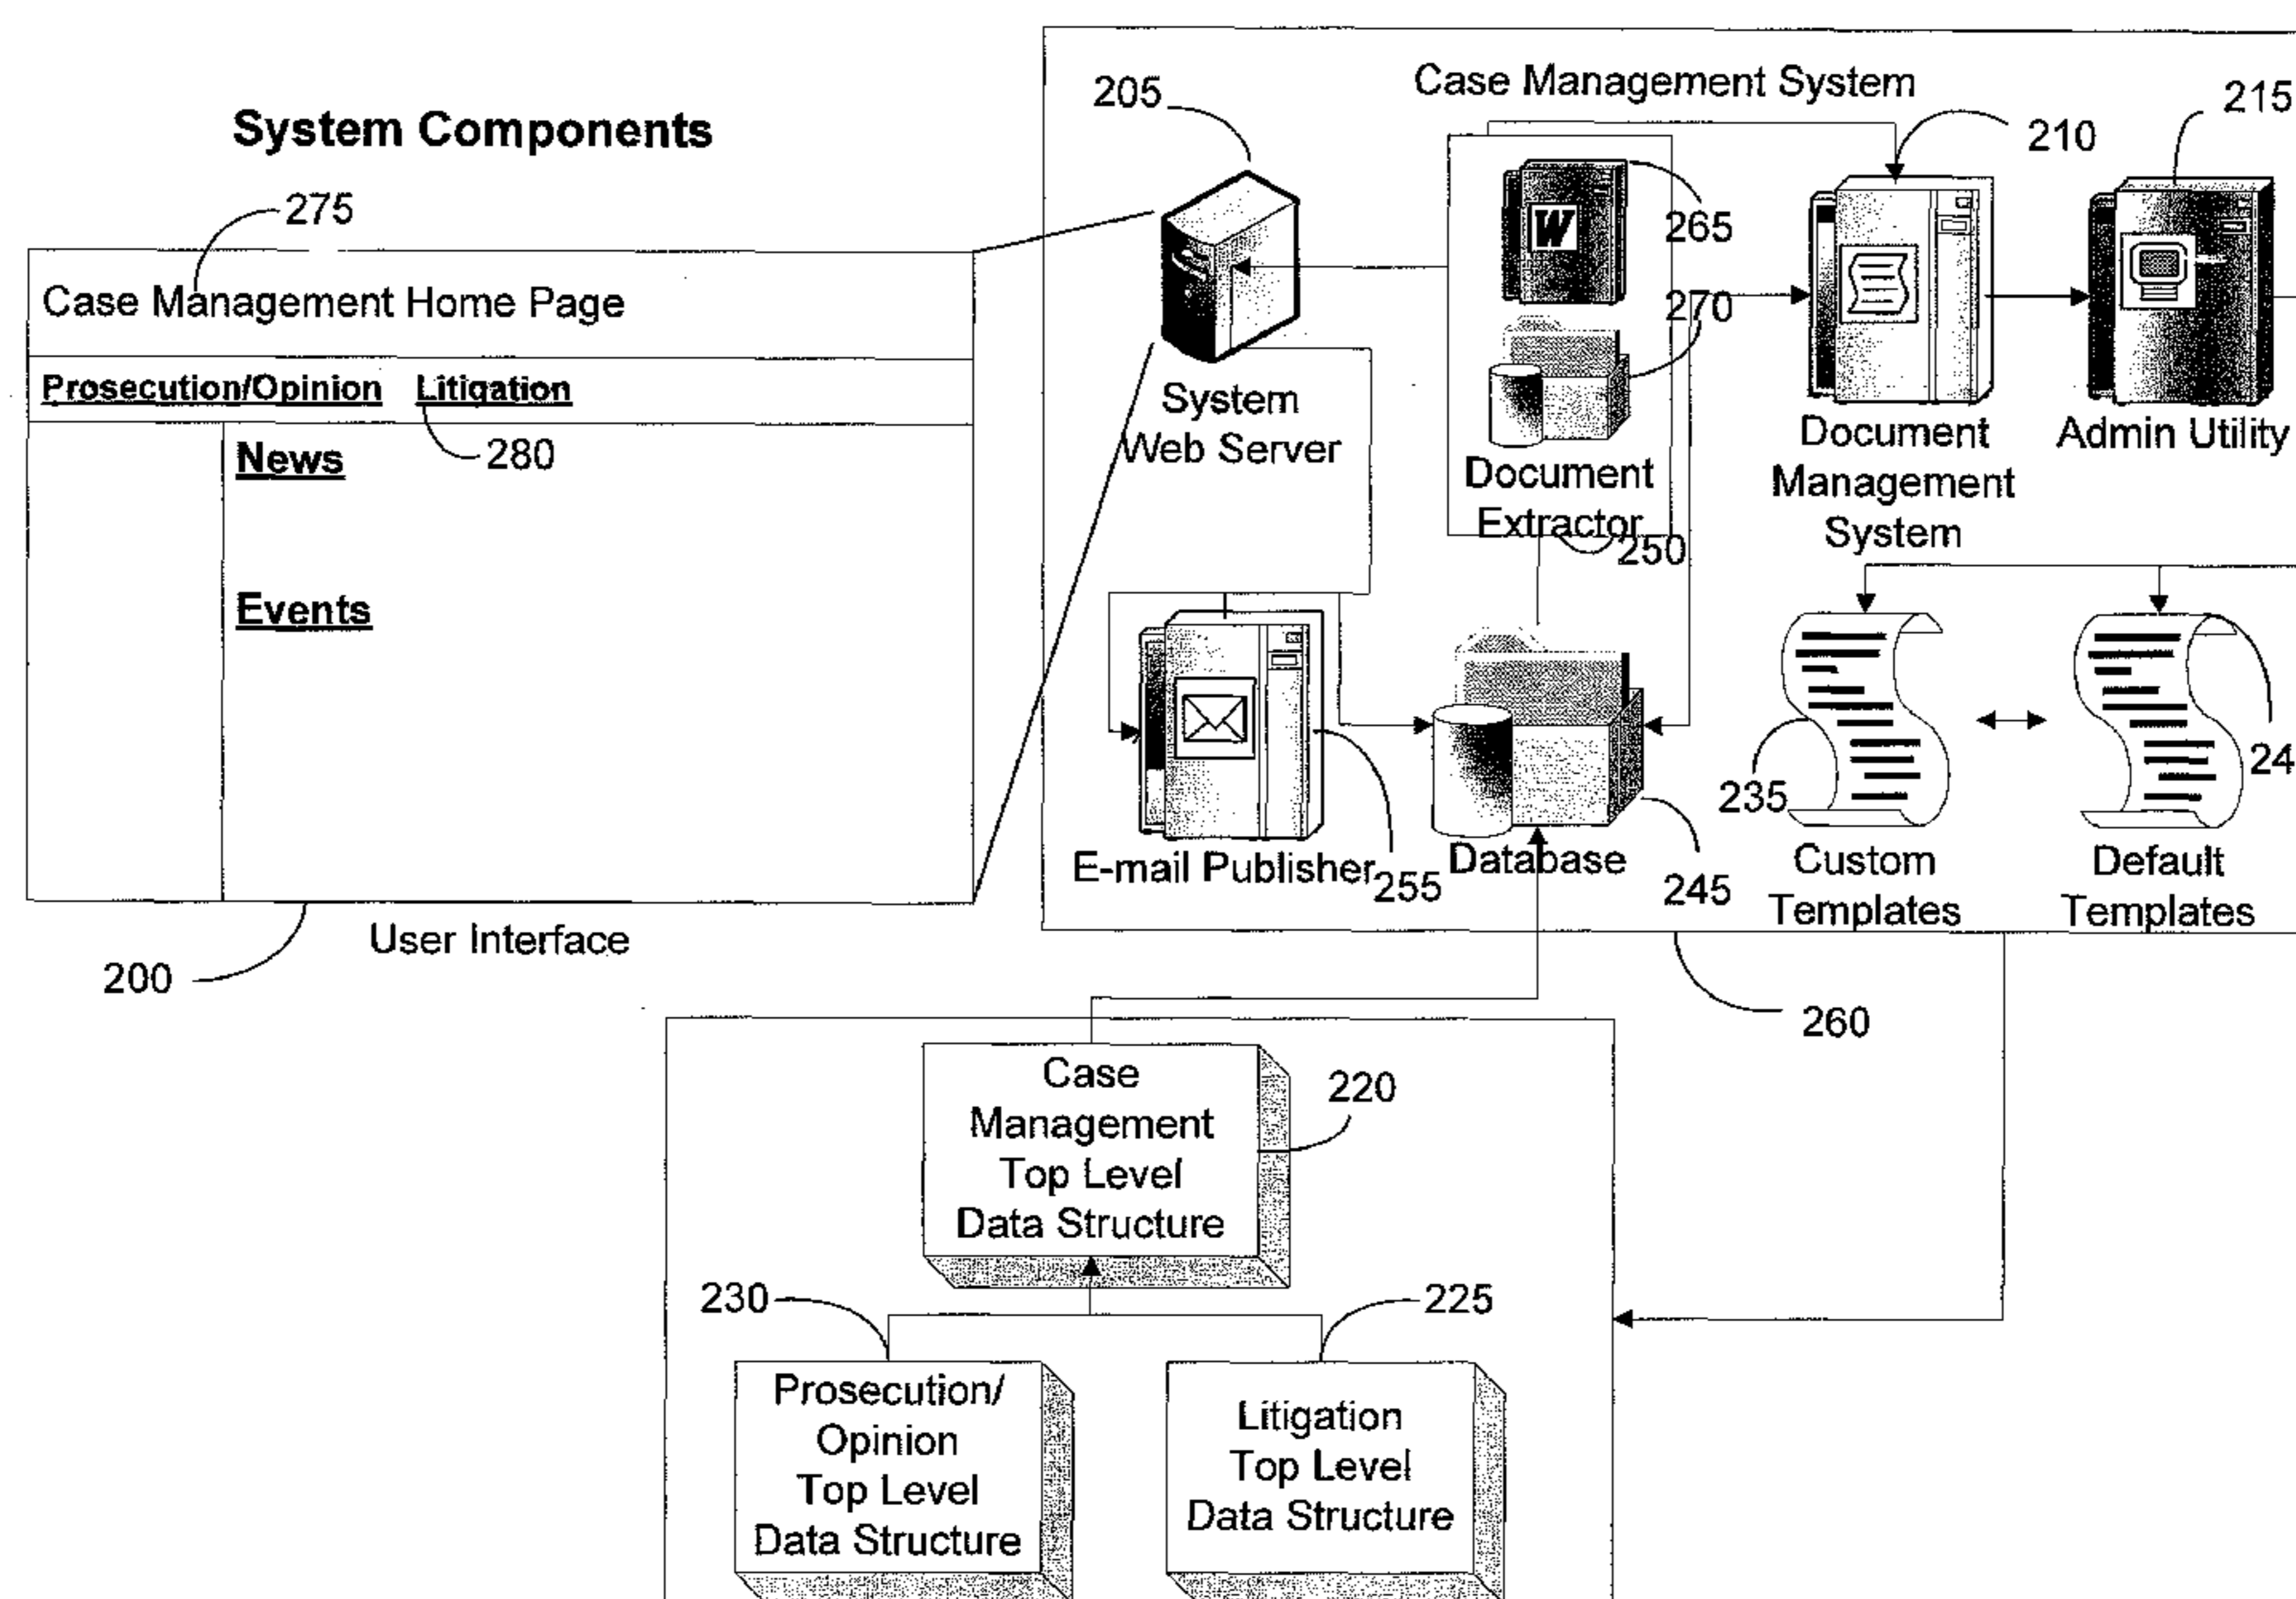 System Components
275
Case Management Home Page
Prosecution/Opinion Litigation
280
News
Events
User Interface
200
Case Management System
205
210
215
265
270
W
System
Web Server
Document
Extractor
250
Document
Management
System
Admin Utility
E-mail Publisher
255
Database
245
235
Custom
Templates
24
Default
Templates
260
Case
Management
Top Level
Data Structure
220
230
225
Prosecution/
Opinion
Top Level
Data Structure
Litigation
Top Level
Data Structure